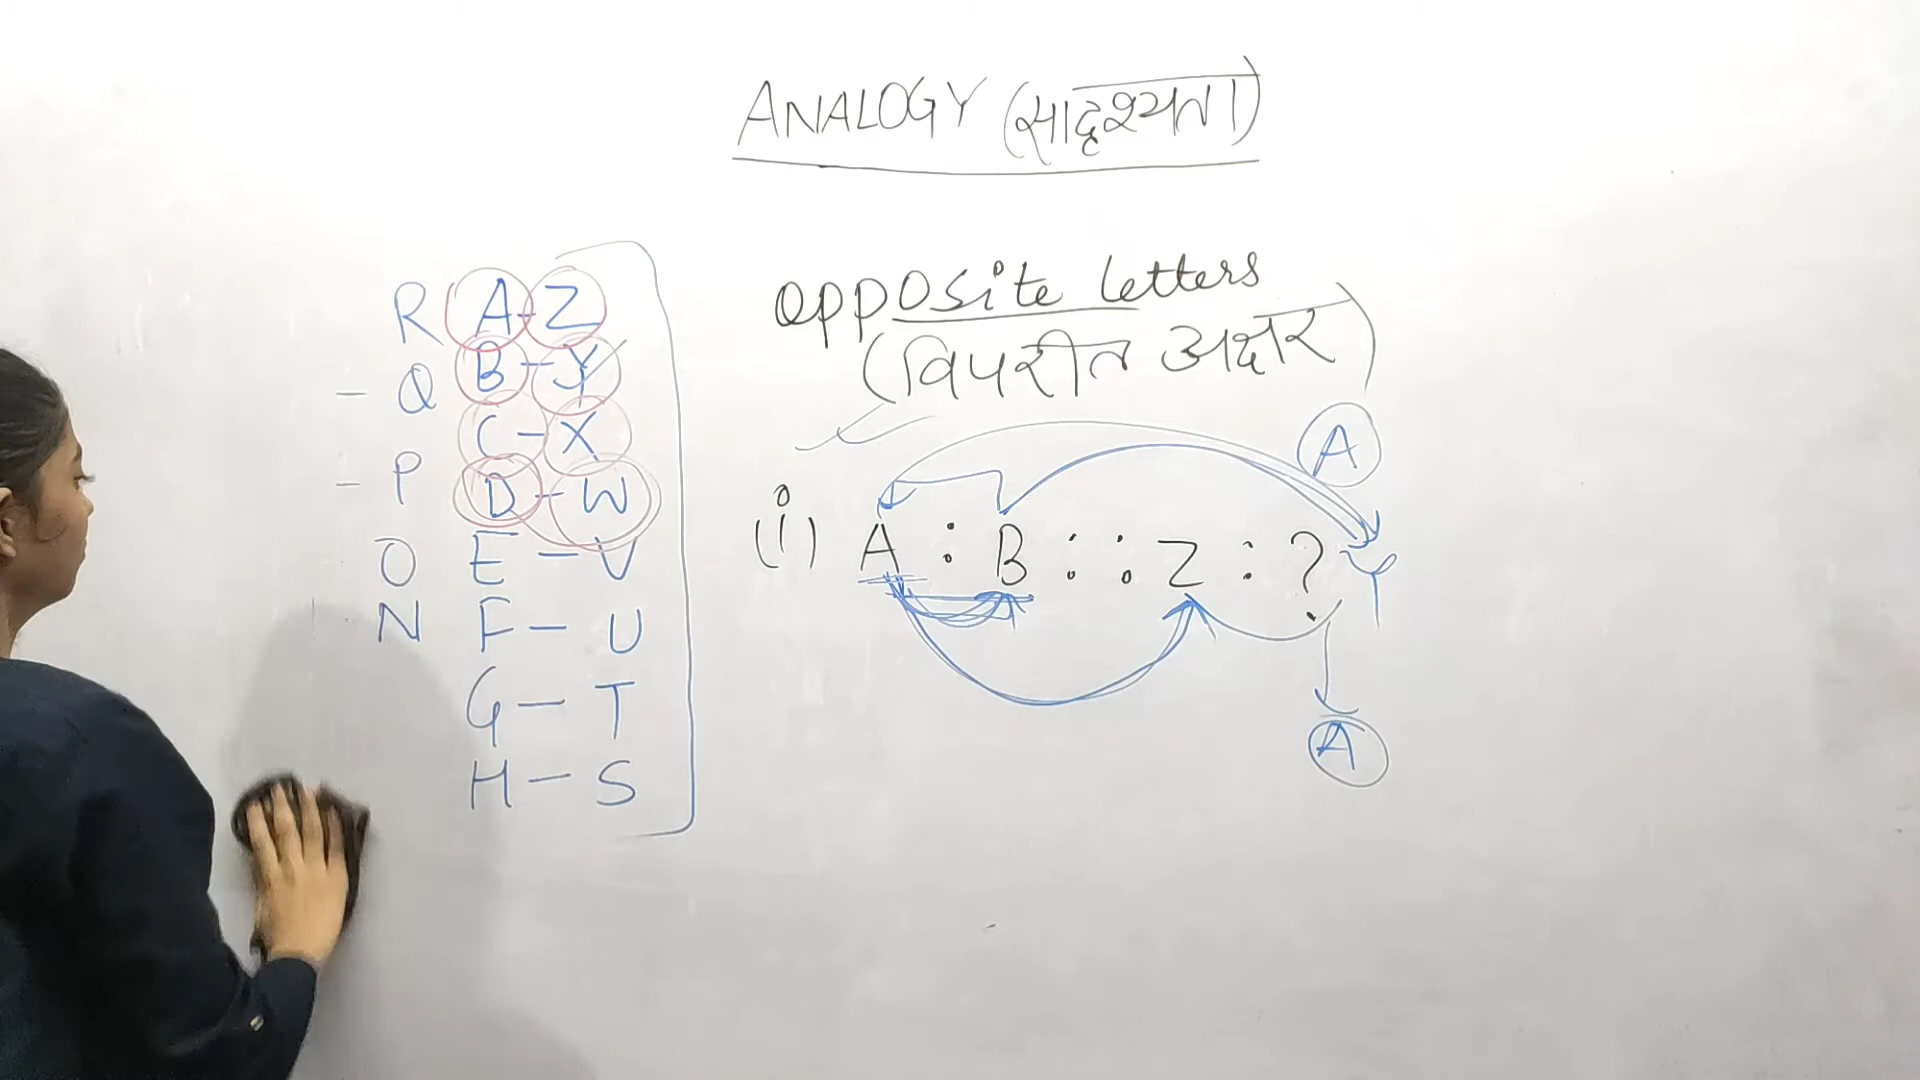 ANALOGY (सादृश्यता)
opposite letters
(विपरीत अक्षर)
R A-Z
- Q B-Y
C-X
- P D-W
O E-V
N F-U
G-T
H-S
A
(i) A : B :: Z : ? Y
A